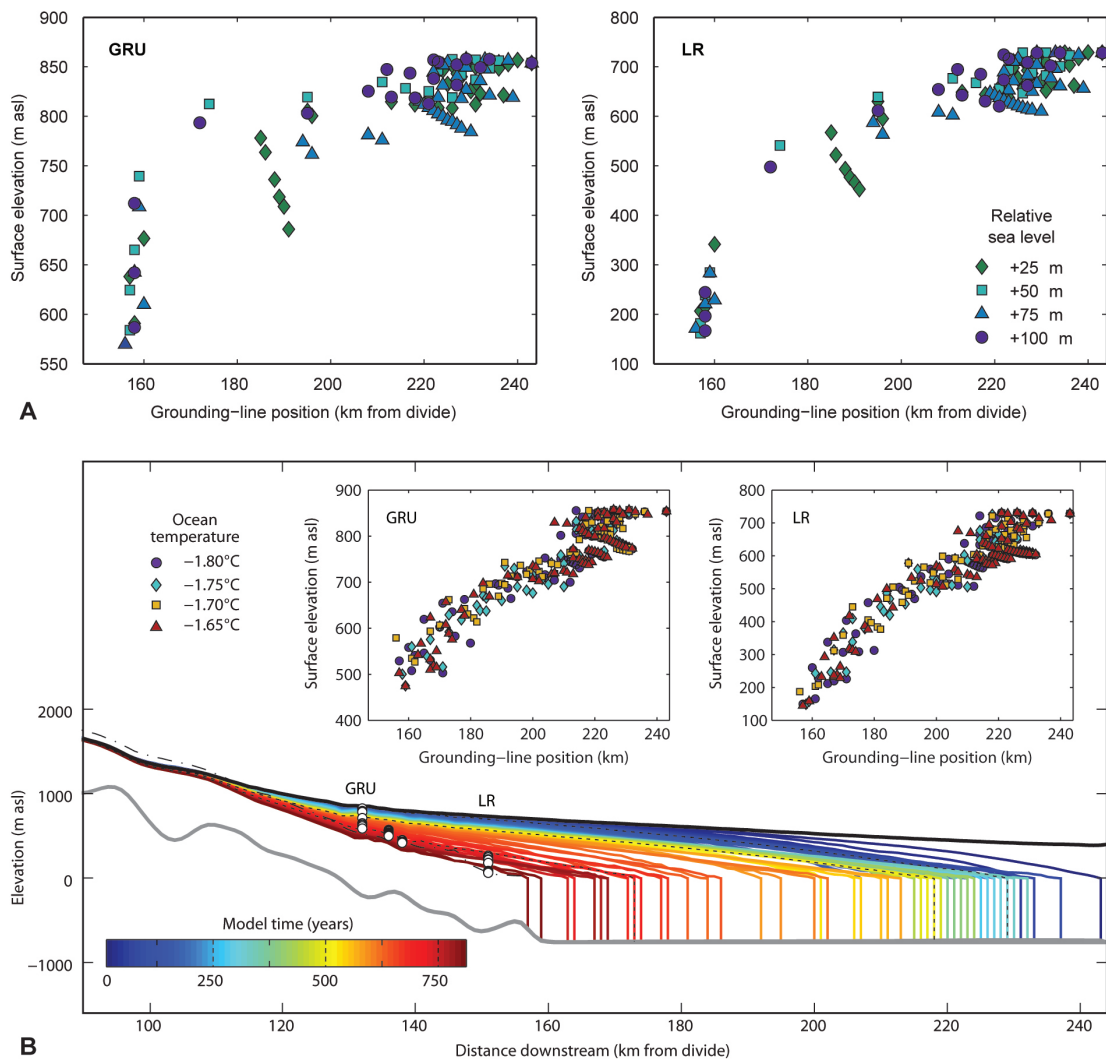 GRU
900
850
800
750
700
650
600
550
Surface elevation (m asl)
160
180
200
220
240
Grounding−line position (km from divide)
LR
800
700
600
500
400
300
200
100
Surface elevation (m asl)
160
180
200
220
240
Grounding−line position (km from divide)
Relative
sea level
+25 m
+50 m
+75 m
+100 m
A
Ocean
temperature
−1.80°C
−1.75°C
−1.70°C
−1.65°C
GRU
900
800
700
600
500
400
Surface elevation (m asl)
160
180
200
220
240
Grounding−line position (km)
LR
800
700
600
500
400
300
200
100
Surface elevation (m asl)
160
180
200
220
240
Grounding−line position (km)
2000
1000
0
−1000
Elevation (m asl)
GRU
LR
Model time (years)
0
250
500
750
100
120
140
160
180
200
220
240
Distance downstream (km from divide)
B